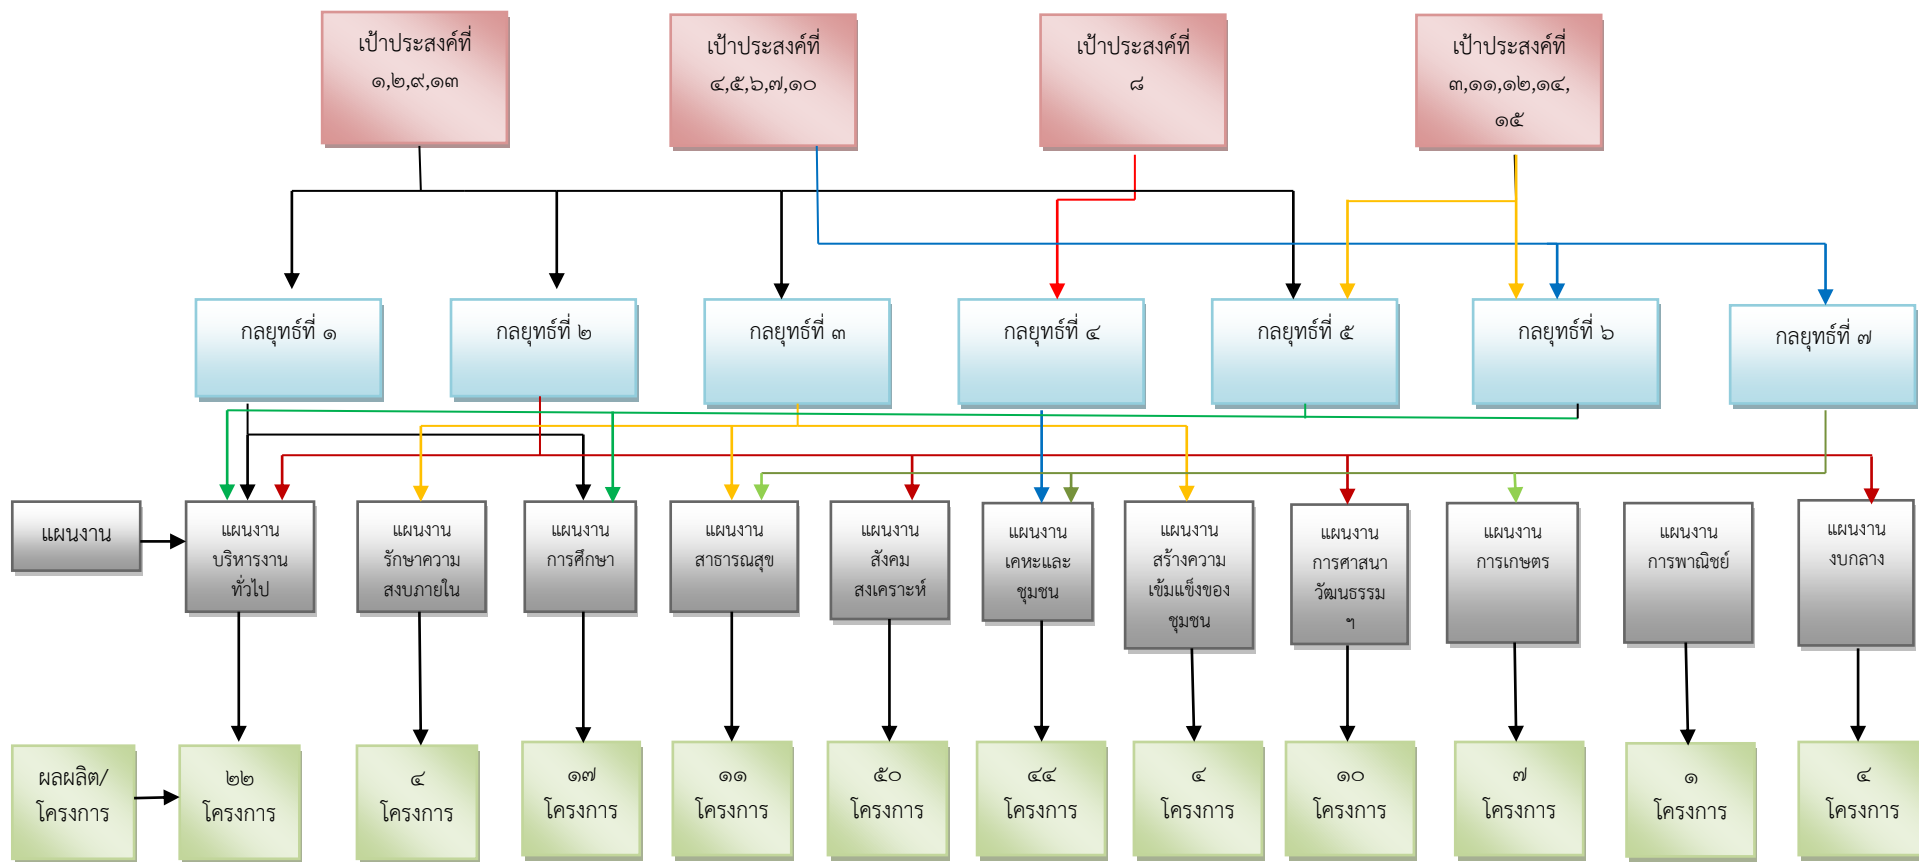 เป้าประสงค์ที่
๑,๒,๙,๑๓
เป้าประสงค์ที่
๔,๕,๖,๗,๑๐
เป้าประสงค์ที่
๘
เป้าประสงค์ที่
๓,๑๑,๑๒,๑๔,
๑๕
กลยุทธ์ที่ ๑
กลยุทธ์ที่ ๒
กลยุทธ์ที่ ๓
กลยุทธ์ที่ ๔
กลยุทธ์ที่ ๕
กลยุทธ์ที่ ๖
กลยุทธ์ที่ ๗
แผนงาน
แผนงาน
บริหารงาน
ทั่วไป
แผนงาน
รักษาความ
สงบภายใน
แผนงาน
การศึกษา
แผนงาน
สาธารณสุข
แผนงาน
สังคม
สงเคราะห์
แผนงาน
เคหะและ
ชุมชน
แผนงาน
สร้างความ
เข้มแข็งของ
ชุมชน
แผนงาน
การศาสนา
วัฒนธรรม
ฯ
แผนงาน
การเกษตร
แผนงาน
การพาณิชย์
แผนงาน
งบกลาง
ผลผลิต/
โครงการ
๒๒
โครงการ
๔
โครงการ
๑๗
โครงการ
๑๑
โครงการ
๕๐
โครงการ
๔๔
โครงการ
๔
โครงการ
๑๐
โครงการ
๗
โครงการ
๑
โครงการ
๔
โครงการ